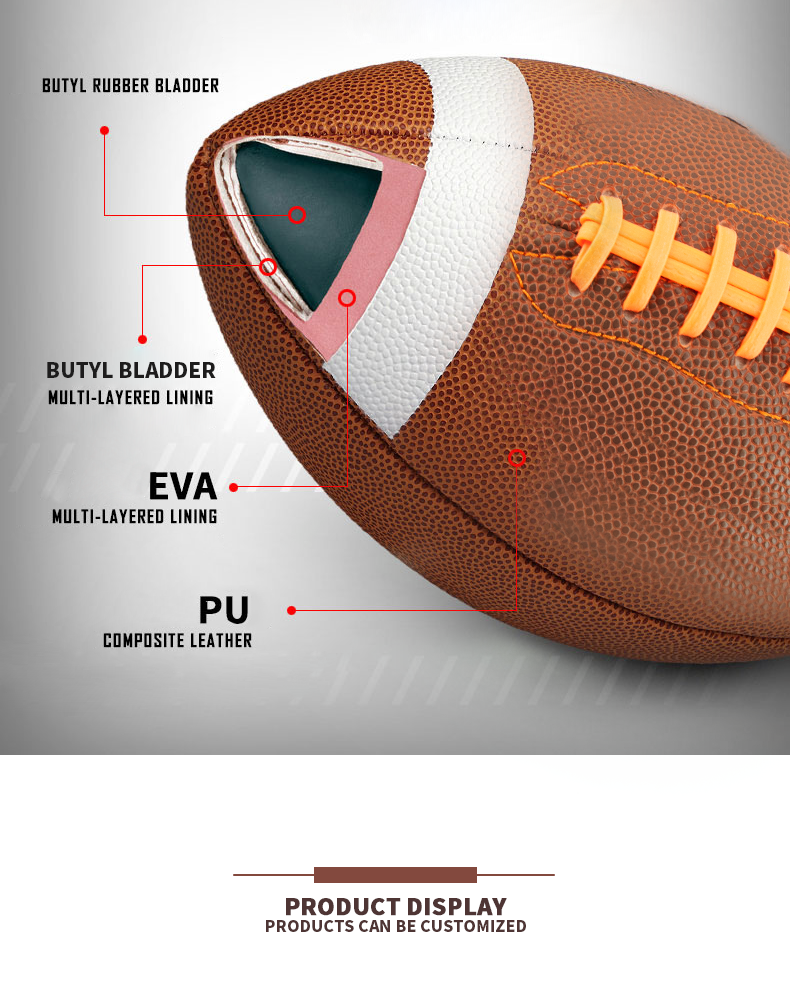 BUTYL RUBBER BLADDER
BUTYL BLADDER
MULTI-LAYERED LINING
EVA
MULTI-LAYERED LINING
PU
COMPOSITE LEATHER
PRODUCT DISPLAY
PRODUCTS CAN BE CUSTOMIZED